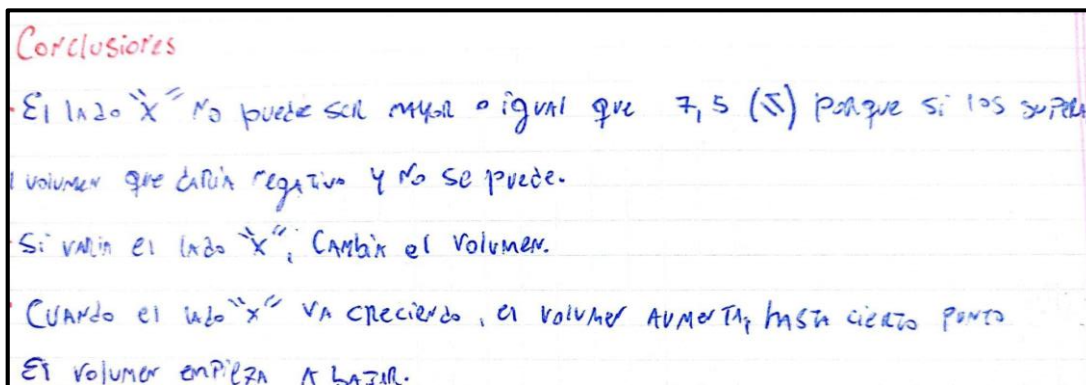 Conclusiones
- El lado "x" No puede ser mayor o igual que 7,5 (≤) porque si los supera
l volumen que daria negativo y No se puede.
- Si varia el lado "x", cambia el volumen.
- Cuando el lado "x" va creciendo, el volumen aumenta, hasta cierto punto
El volumen empieza a bajar.